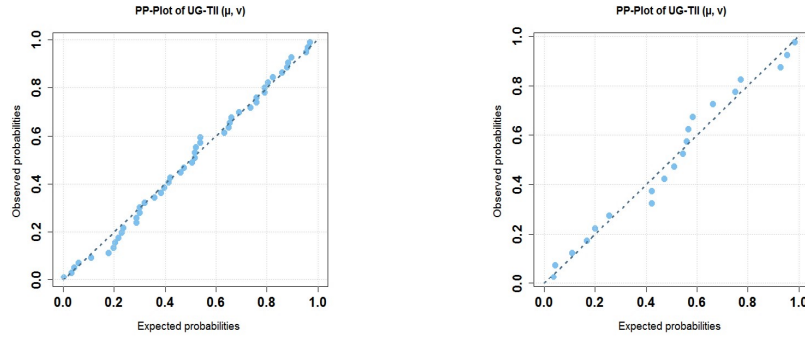 PP-Plot of UG-TII (μ, ν)
Observed probabilities
0.0 0.2 0.4 0.6 0.8 1.0
0.0 0.2 0.4 0.6 0.8 1.0
Expected probabilities
PP-Plot of UG-TII (μ, ν)
Observed probabilities
0.0 0.2 0.4 0.6 0.8 1.0
0.0 0.2 0.4 0.6 0.8 1.0
Expected probabilities